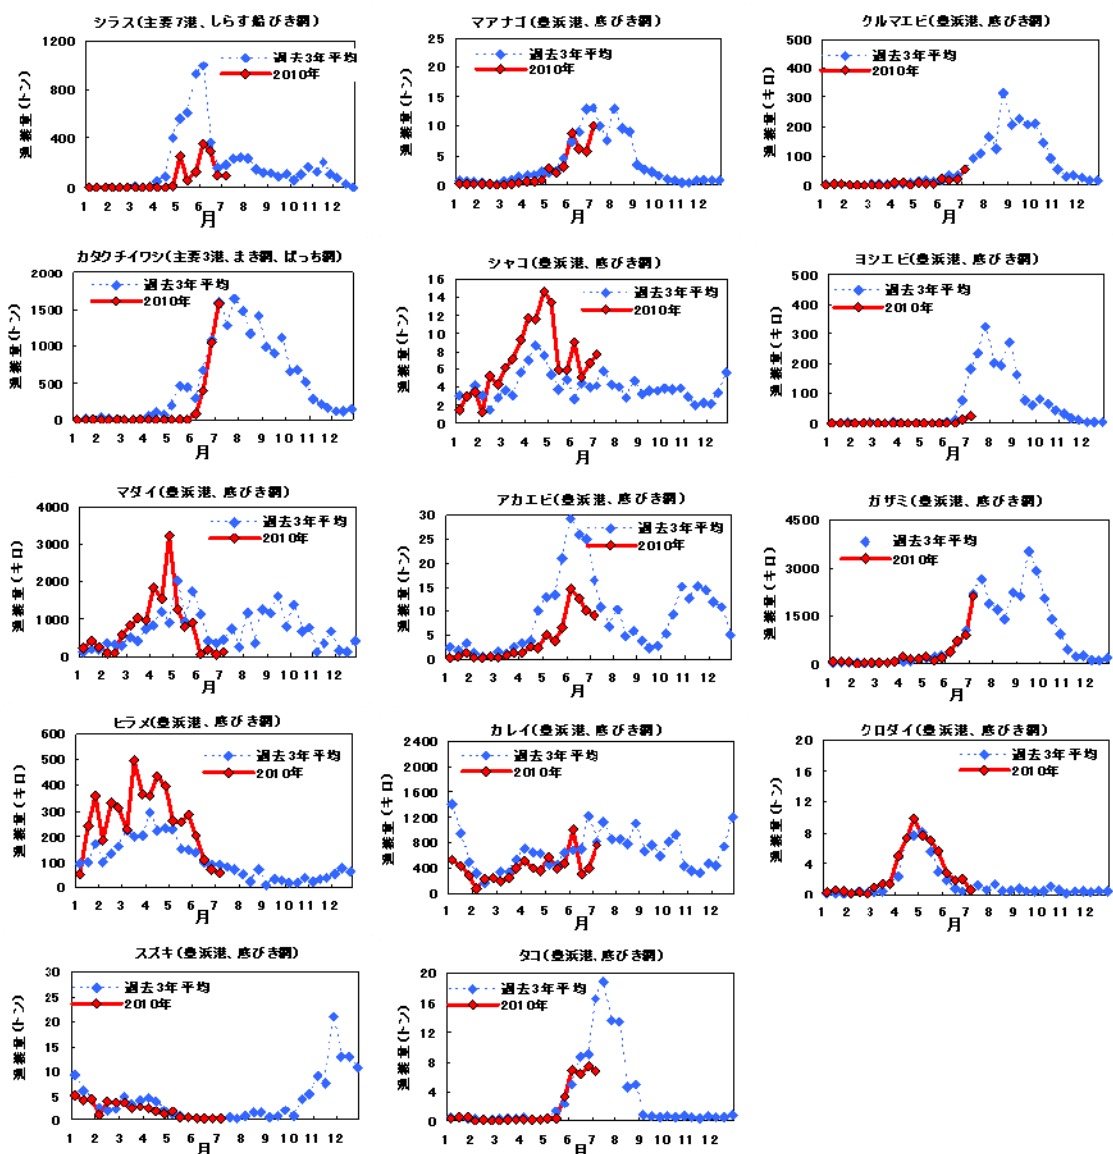 シラス(主要7港、しらす船びき網)
漁獲量(トン)
1200
800
400
0
過去3年平均
2010年
1 2 3 4 5 6 7 8 9 10 11 12
月
マアナゴ(豊浜港、底びき網)
漁獲量(トン)
25
20
15
10
5
0
過去3年平均
2010年
1 2 3 4 5 6 7 8 9 10 11 12
月
クルマエビ(豊浜港、底びき網)
漁獲量(キロ)
500
400
300
200
100
0
過去3年平均
2010年
1 2 3 4 5 6 7 8 9 10 11 12
月
カタクチイワシ(主要3港、まき網、ぱっち網)
漁獲量(トン)
2000
1500
1000
500
0
過去3年平均
2010年
1 2 3 4 5 6 7 8 9 10 11 12
月
シャコ(豊浜港、底びき網)
漁獲量(トン)
16
14
12
10
8
6
4
2
0
過去3年平均
2010年
1 2 3 4 5 6 7 8 9 10 11 12
月
ヨシエビ(豊浜港、底びき網)
漁獲量(キロ)
500
400
300
200
100
0
過去3年平均
2010年
1 2 3 4 5 6 7 8 9 10 11 12
月
マダイ(豊浜港、底びき網)
漁獲量(キロ)
4000
3000
2000
1000
0
過去3年平均
2010年
1 2 3 4 5 6 7 8 9 10 11 12
月
アカエビ(豊浜港、底びき網)
漁獲量(トン)
30
25
20
15
10
5
0
過去3年平均
2010年
1 2 3 4 5 6 7 8 9 10 11 12
月
ガザミ(豊浜港、底びき網)
漁獲量(キロ)
4500
3000
1500
0
過去3年平均
2010年
1 2 3 4 5 6 7 8 9 10 11 12
月
ヒラメ(豊浜港、底びき網)
漁獲量(キロ)
600
500
400
300
200
100
0
過去3年平均
2010年
1 2 3 4 5 6 7 8 9 10 11 12
月
カレイ(豊浜港、底びき網)
漁獲量(キロ)
2400
2000
1600
1200
800
400
0
過去3年平均
2010年
1 2 3 4 5 6 7 8 9 10 11 12
月
クロダイ(豊浜港、底びき網)
漁獲量(トン)
20
16
12
8
4
0
過去3年平均
2010年
1 2 3 4 5 6 7 8 9 10 11 12
月
スズキ(豊浜港、底びき網)
漁獲量(トン)
30
25
20
15
10
5
0
過去3年平均
2010年
1 2 3 4 5 6 7 8 9 10 11 12
月
タコ(豊浜港、底びき網)
漁獲量(トン)
20
16
12
8
4
0
過去3年平均
2010年
1 2 3 4 5 6 7 8 9 10 11 12
月